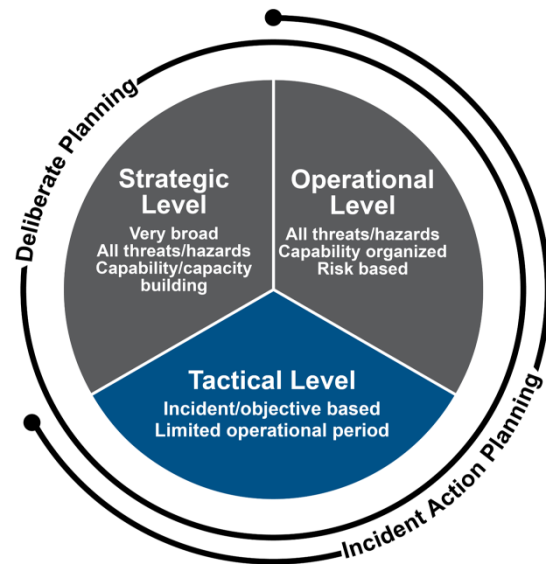 Deliberate Planning
Strategic
Level
Very broad
All threats/hazards
Capability/capacity
building
Operational
Level
All threats/hazards
Capability organized
Risk based
Tactical Level
Incident/objective based
Limited operational period
Incident Action Planning